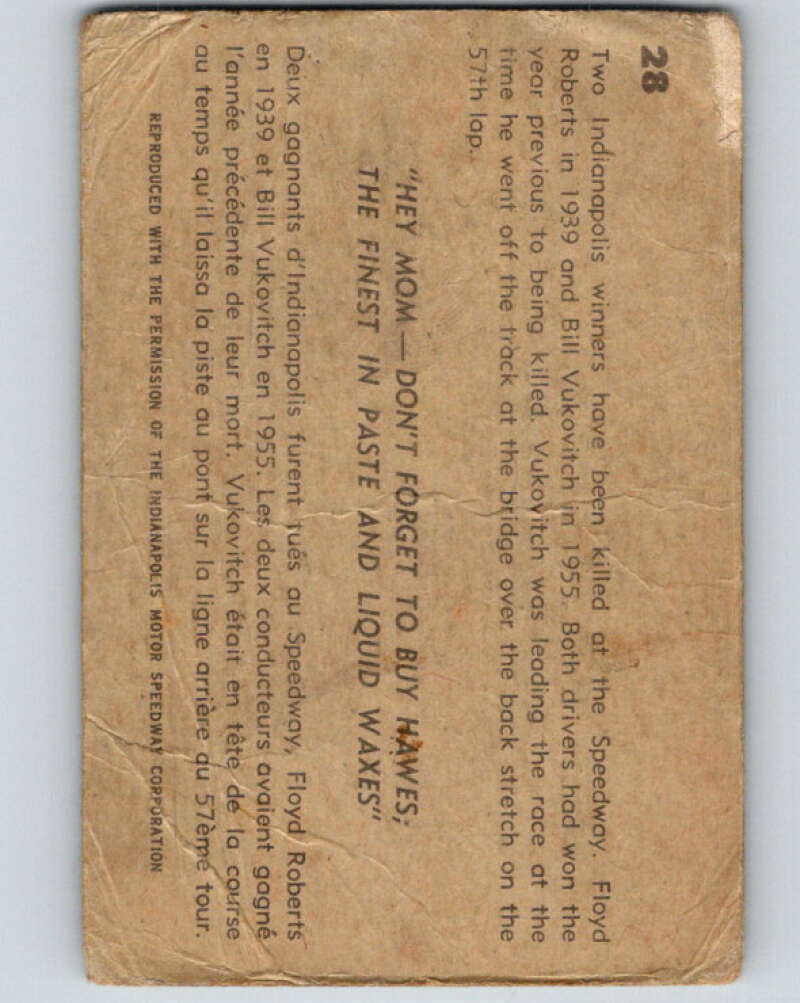 28
Two Indianapolis winners have been killed at the Speedway. Floyd
Roberts in 1939 and Bill Vukovitch in 1955. Both drivers had won the
year previous to being killed. Vukovitch was leading the race at the
time he went off the track at the bridge over the back stretch on the
57th lap.
"HEY MOM — DON'T FORGET TO BUY HAWES,
THE FINEST IN PASTE AND LIQUID WAXES"
Deux gagnants d'Indianapolis furent tués au Speedway, Floyd Roberts
en 1939 et Bill Vukovitch en 1955. Les deux conducteurs avaient gagné
l'année précédente de leur mort. Vukovitch était en tête de la course
au temps qu'il laissa la piste au pont sur la ligne arrière au 57ème tour.
REPRODUCED WITH THE PERMISSION OF THE INDIANAPOLIS MOTOR SPEEDWAY CORPORATION